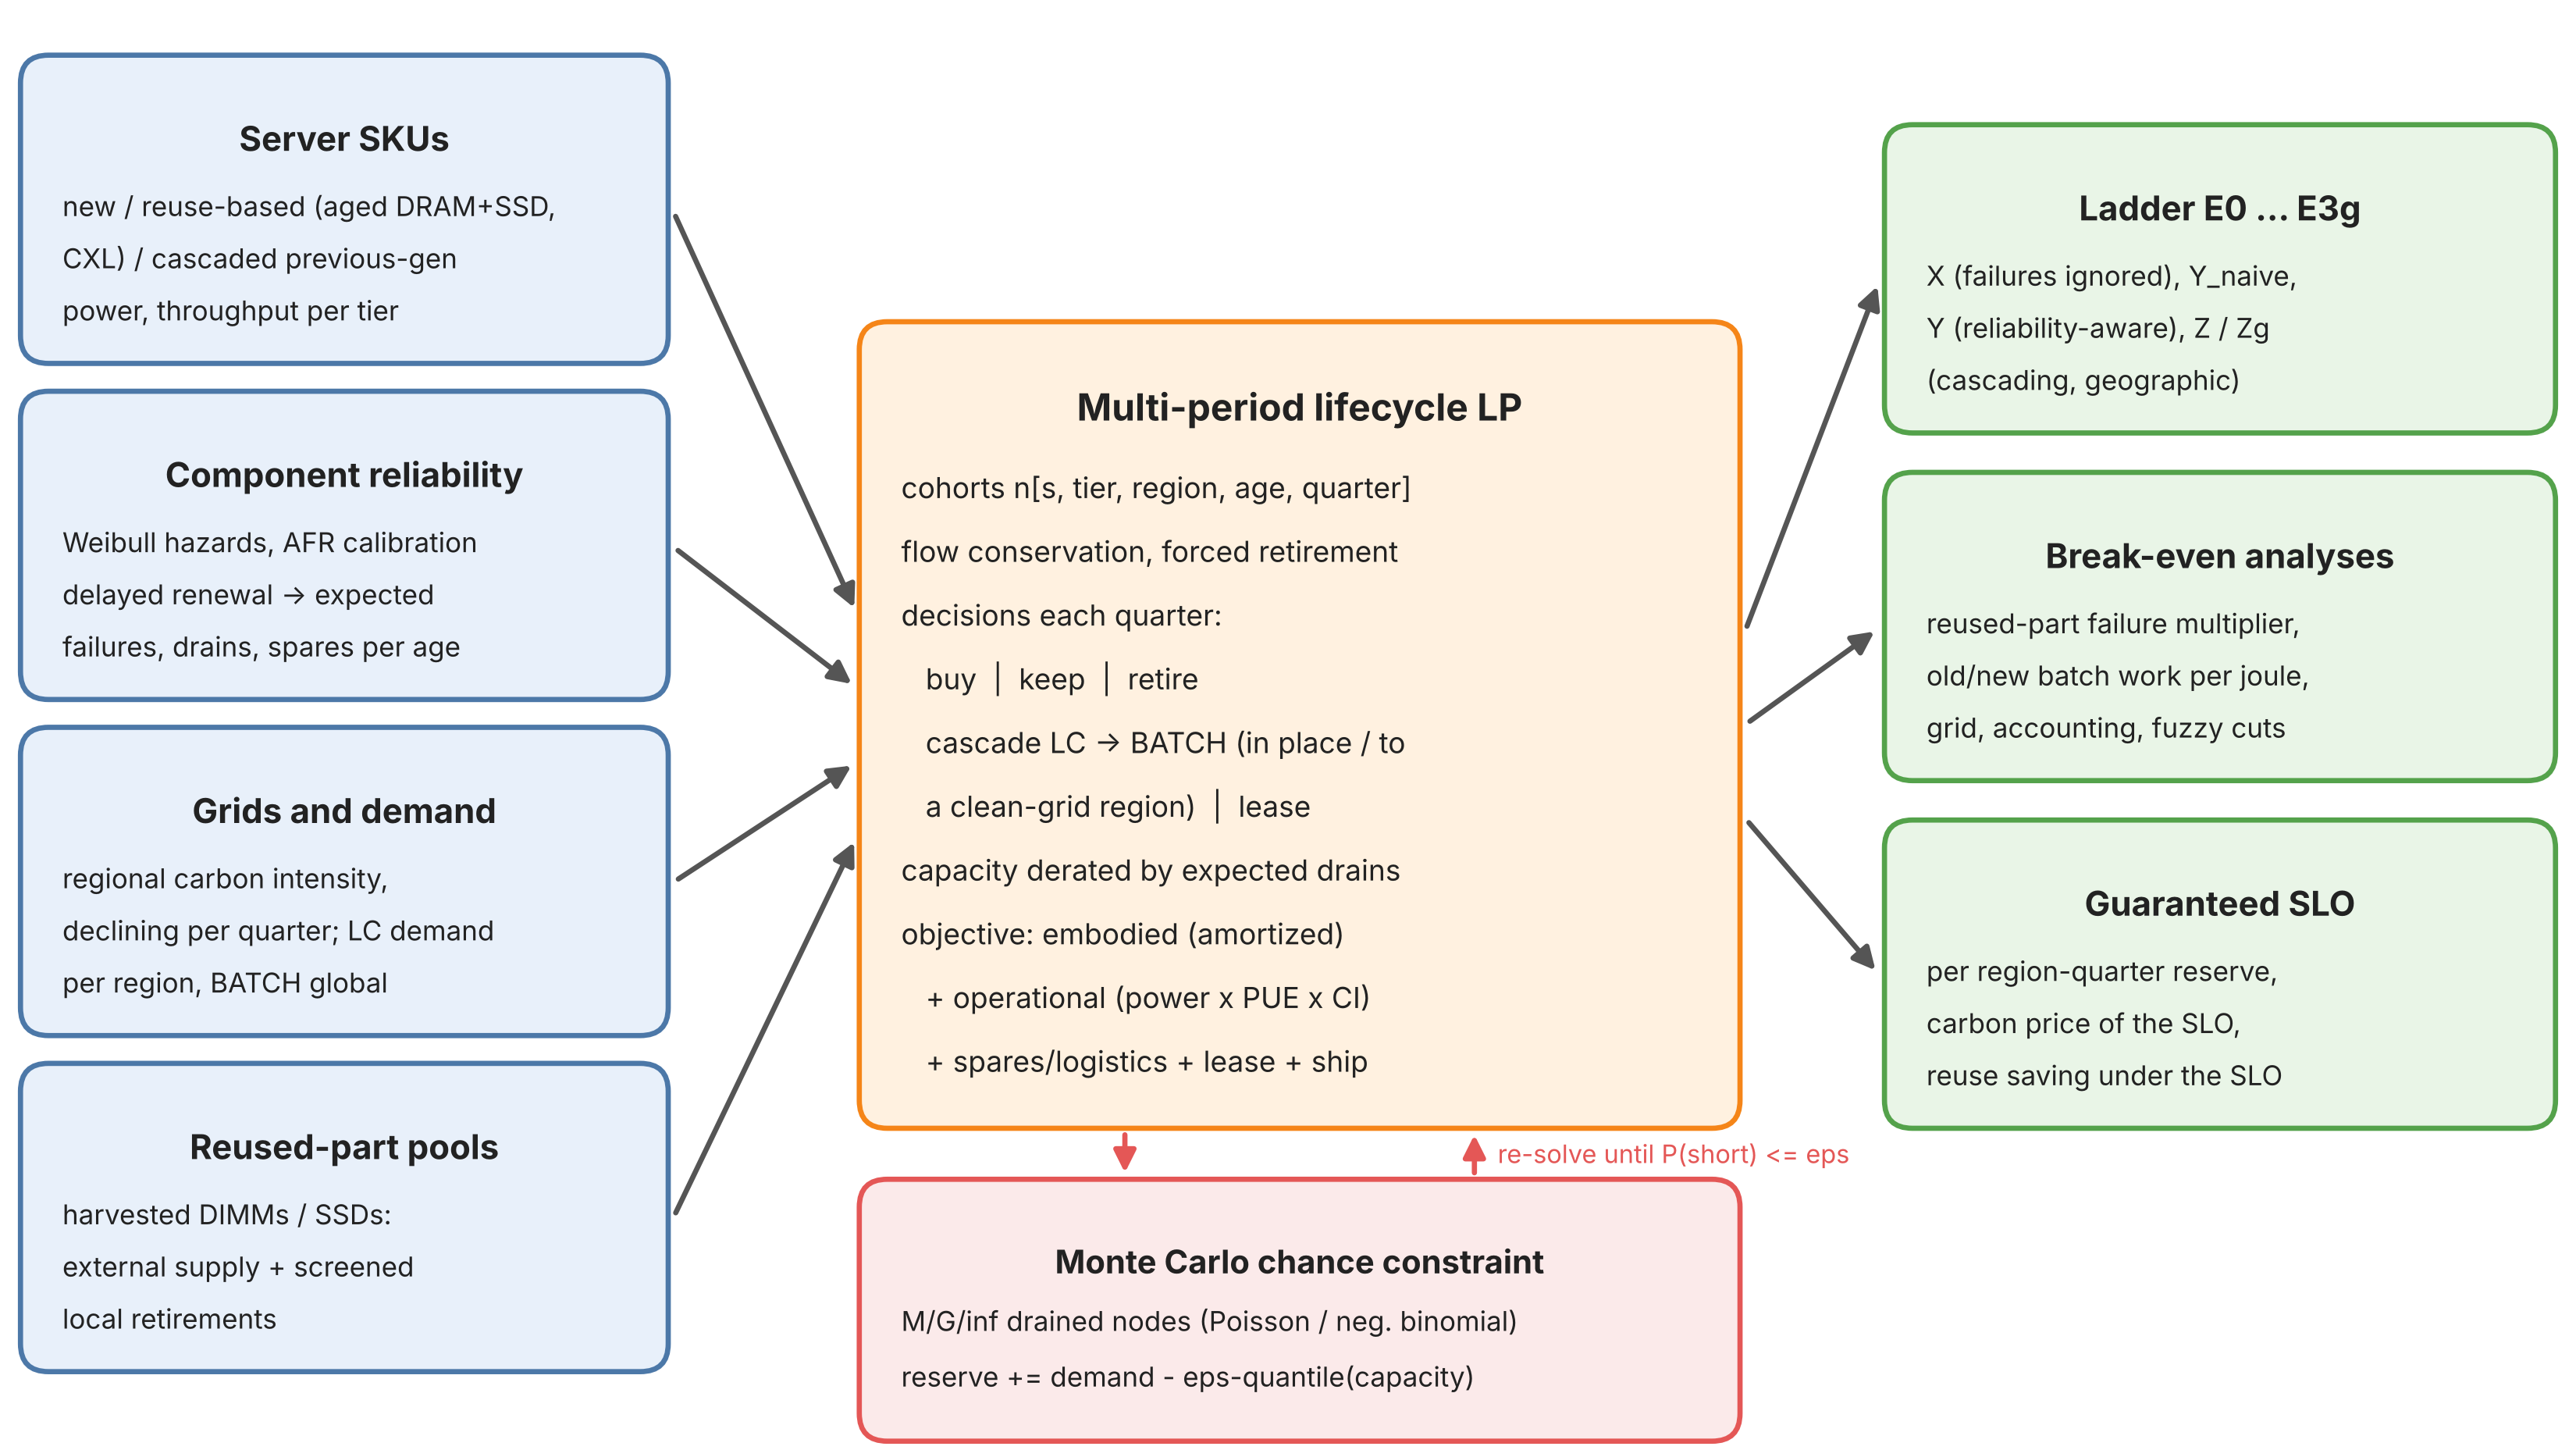 Server SKUs
new / reuse-based (aged DRAM+SSD,
CXL) / cascaded previous-gen
power, throughput per tier
Component reliability
Weibull hazards, AFR calibration
delayed renewal → expected
failures, drains, spares per age
Grids and demand
regional carbon intensity,
declining per quarter; LC demand
per region, BATCH global
Reused-part pools
harvested DIMMs / SSDs:
external supply + screened
local retirements
Multi-period lifecycle LP
cohorts n[s, tier, region, age, quarter]
flow conservation, forced retirement
decisions each quarter:
buy | keep | retire
cascade LC → BATCH (in place / to
a clean-grid region) | lease
capacity derated by expected drains
objective: embodied (amortized)
+ operational (power x PUE x CI)
+ spares/logistics + lease + ship
re-solve until P(short) <= eps
Monte Carlo chance constraint
M/G/inf drained nodes (Poisson / neg. binomial)
reserve += demand - eps-quantile(capacity)
Ladder E0 ... E3g
X (failures ignored), Y_naive,
Y (reliability-aware), Z / Zg
(cascading, geographic)
Break-even analyses
reused-part failure multiplier,
old/new batch work per joule,
grid, accounting, fuzzy cuts
Guaranteed SLO
per region-quarter reserve,
carbon price of the SLO,
reuse saving under the SLO